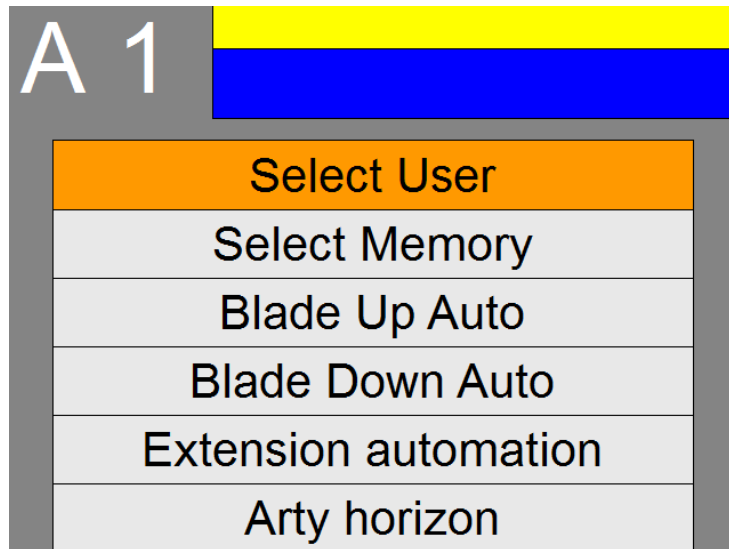 A 1
Select User
Select Memory
Blade Up Auto
Blade Down Auto
Extension automation
Arty horizon